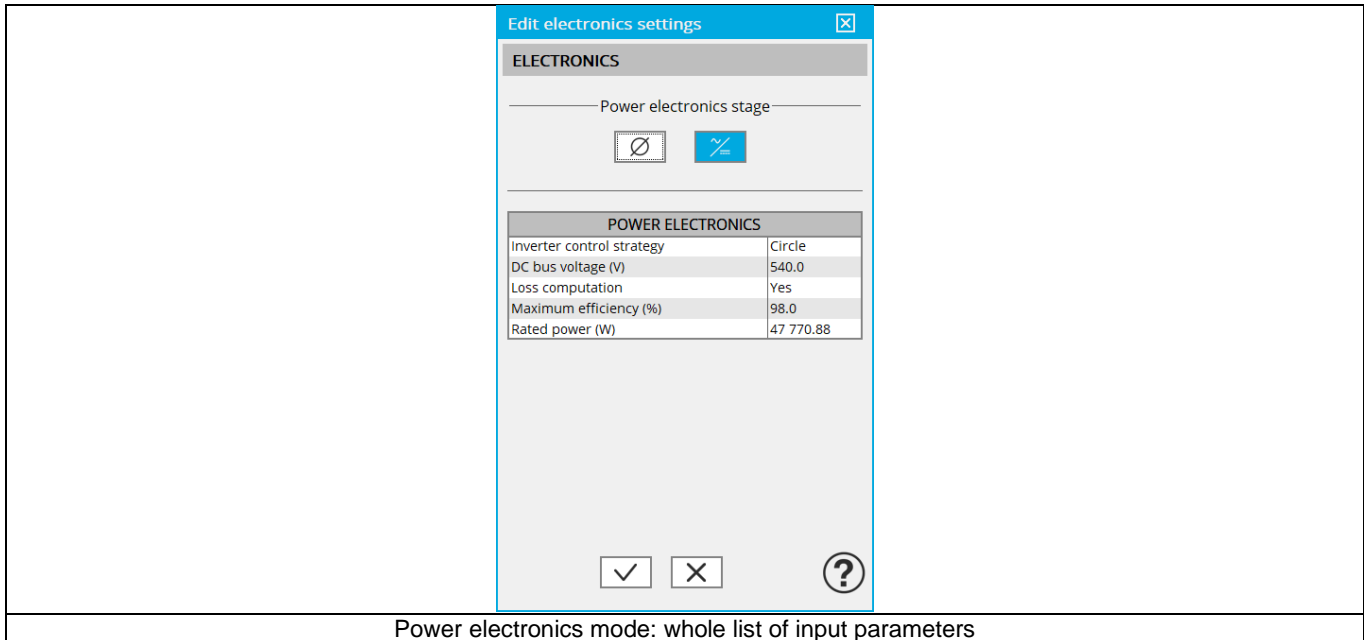 Edit electronics settings
ELECTRONICS
Power electronics stage
POWER ELECTRONICS
Inverter control strategy Circle
DC bus voltage (V) 540.0
Loss computation Yes
Maximum efficiency (%) 98.0
Rated power (W) 47 770.88
?
Power electronics mode: whole list of input parameters